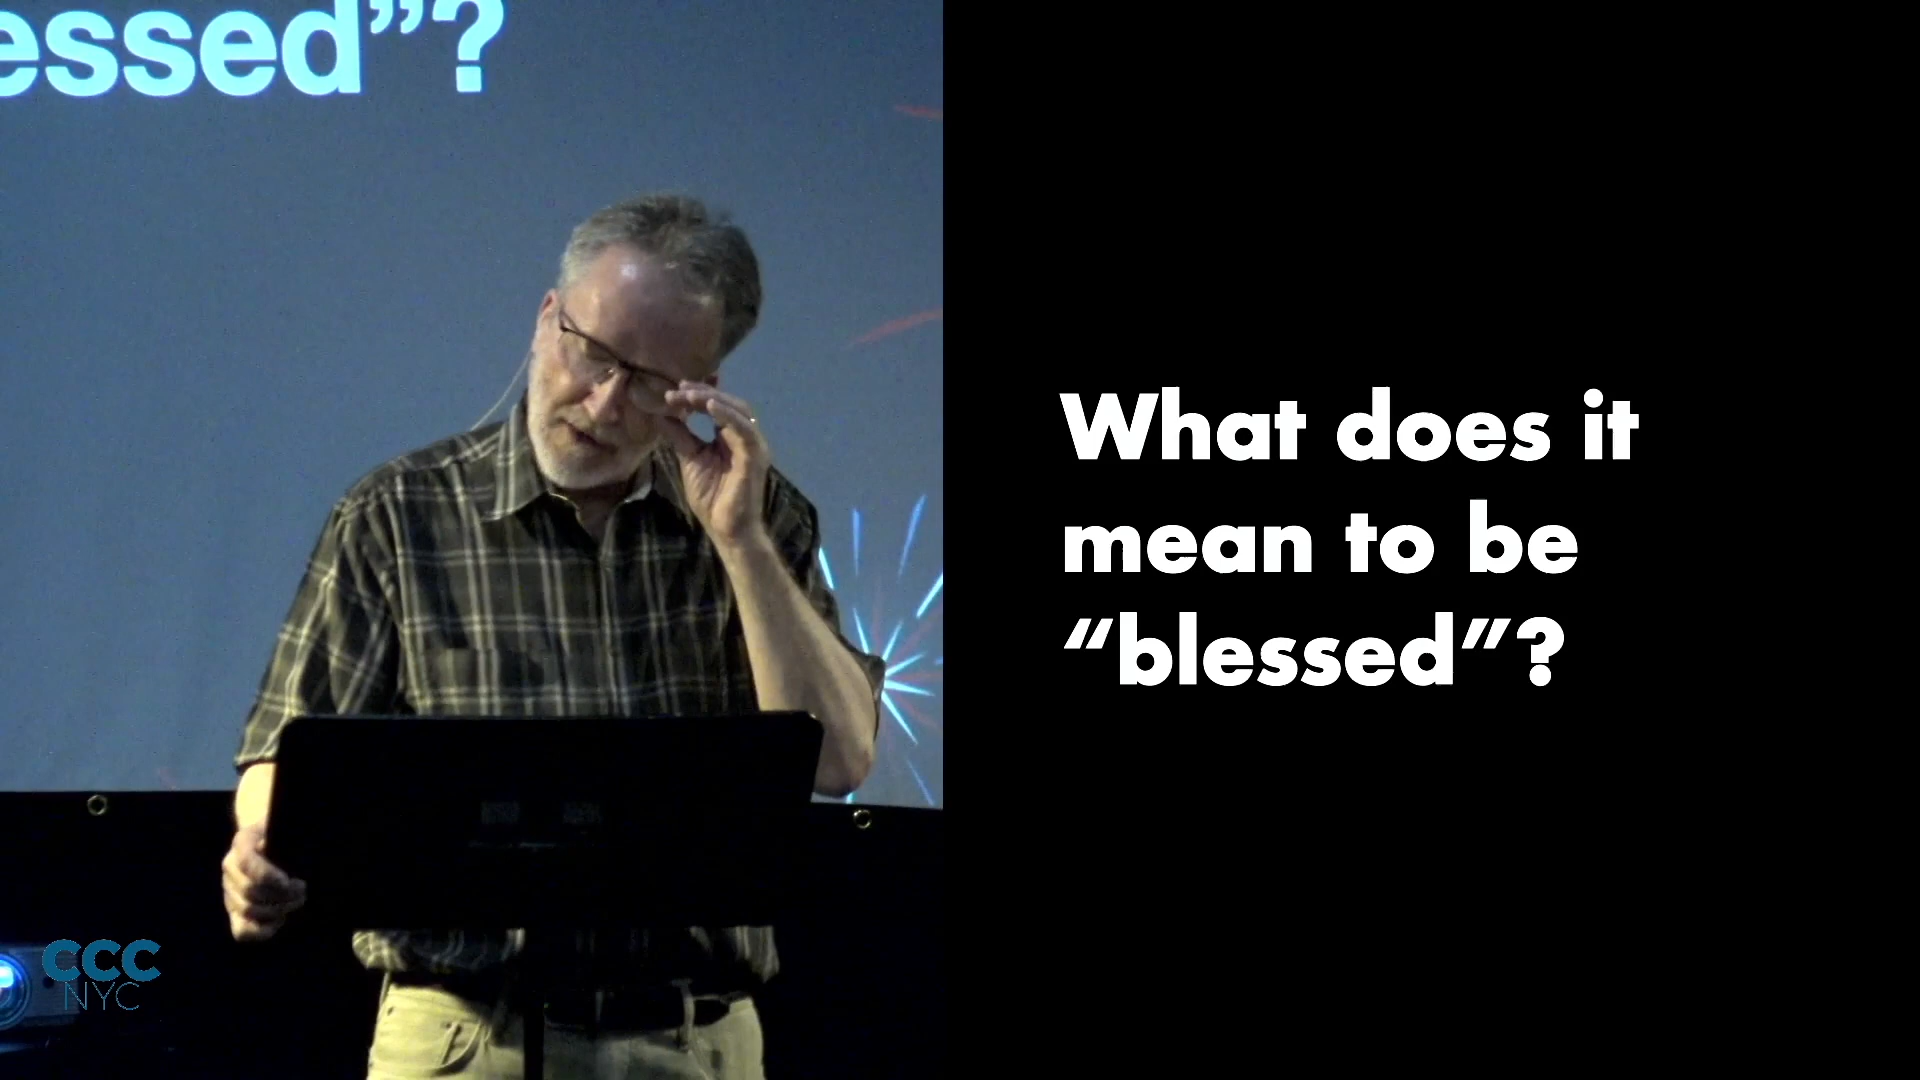 essed”?
What does it
mean to be
“blessed”?
CCC
NYC